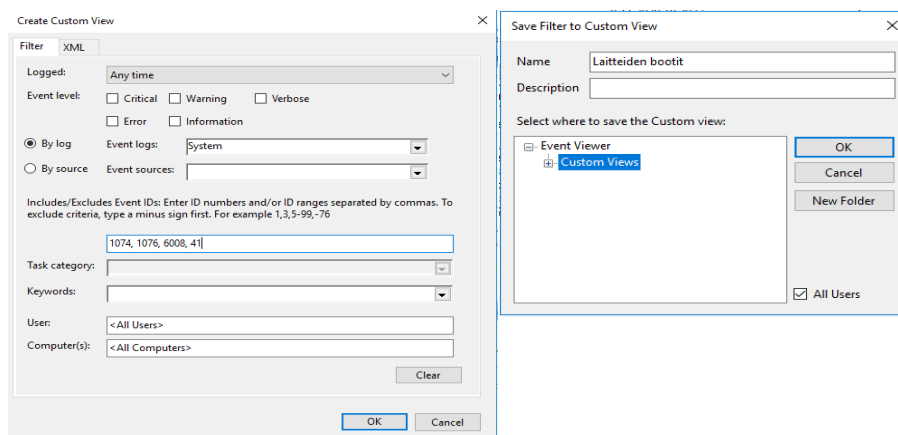 Create Custom View
Filter XML
Logged: Any time
Event level: Critical Warning Verbose
Error Information
By log Event logs: System
By source Event sources:
Includes/Excludes Event IDs: Enter ID numbers and/or ID ranges separated by commas. To
exclude criteria, type a minus sign first. For example 1,3,5-99,-76
1074, 1076, 6008, 41
Task category:
Keywords:
User: <All Users>
Computer(s): <All Computers>
Clear
OK Cancel
Save Filter to Custom View
Name Laitteiden bootit
Description
Select where to save the Custom view:
Event Viewer
Custom Views
OK
Cancel
New Folder
All Users